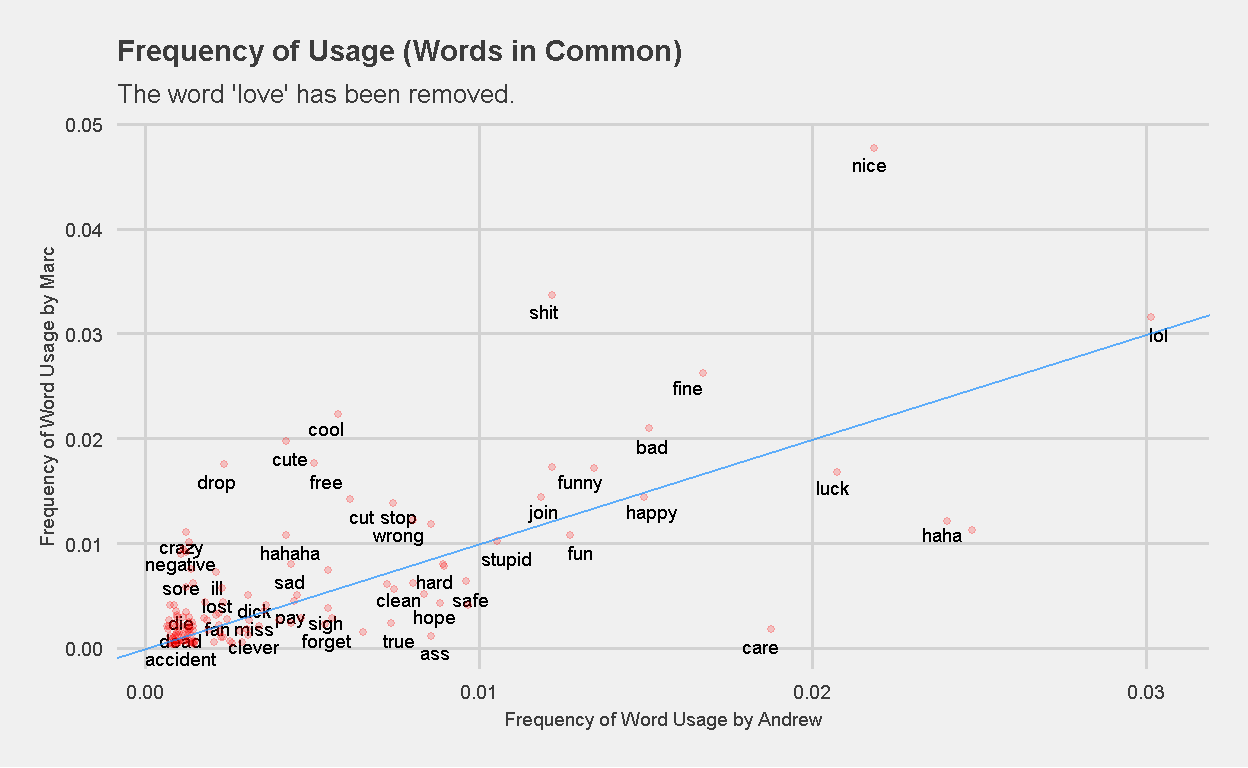 Frequency of Usage (Words in Common)
The word 'love' has been removed.
0.05
nice
0.04
shit
0.03
lol
fine
cool
0.02
bad
cute
drop
free
funny
luck
join
happy
cut stop
wrong
haha
0.01
crazy
hahaha
fun
stupid
negative
sore
ill
sad
hard
lost
dick
clean
safe
die
fan
miss
pay
sigh
hope
dead
clever
forget
true
ass
care
0.00
accident
0.00
0.01
0.02
0.03
Frequency of Word Usage by Andrew
Frequency of Word Usage by Marc